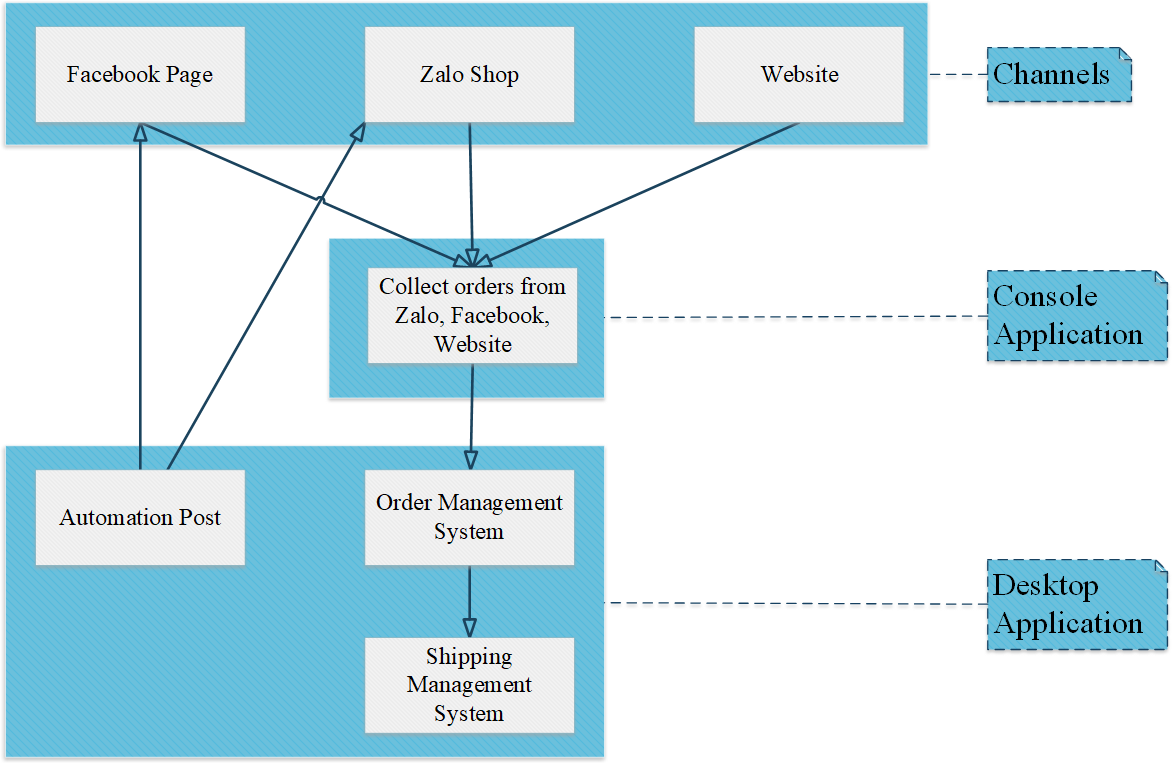 Facebook Page
Zalo Shop
Website
Channels
Collect orders from
Zalo, Facebook,
Website
Console
Application
Automation Post
Order Management
System
Desktop
Application
Shipping
Management
System